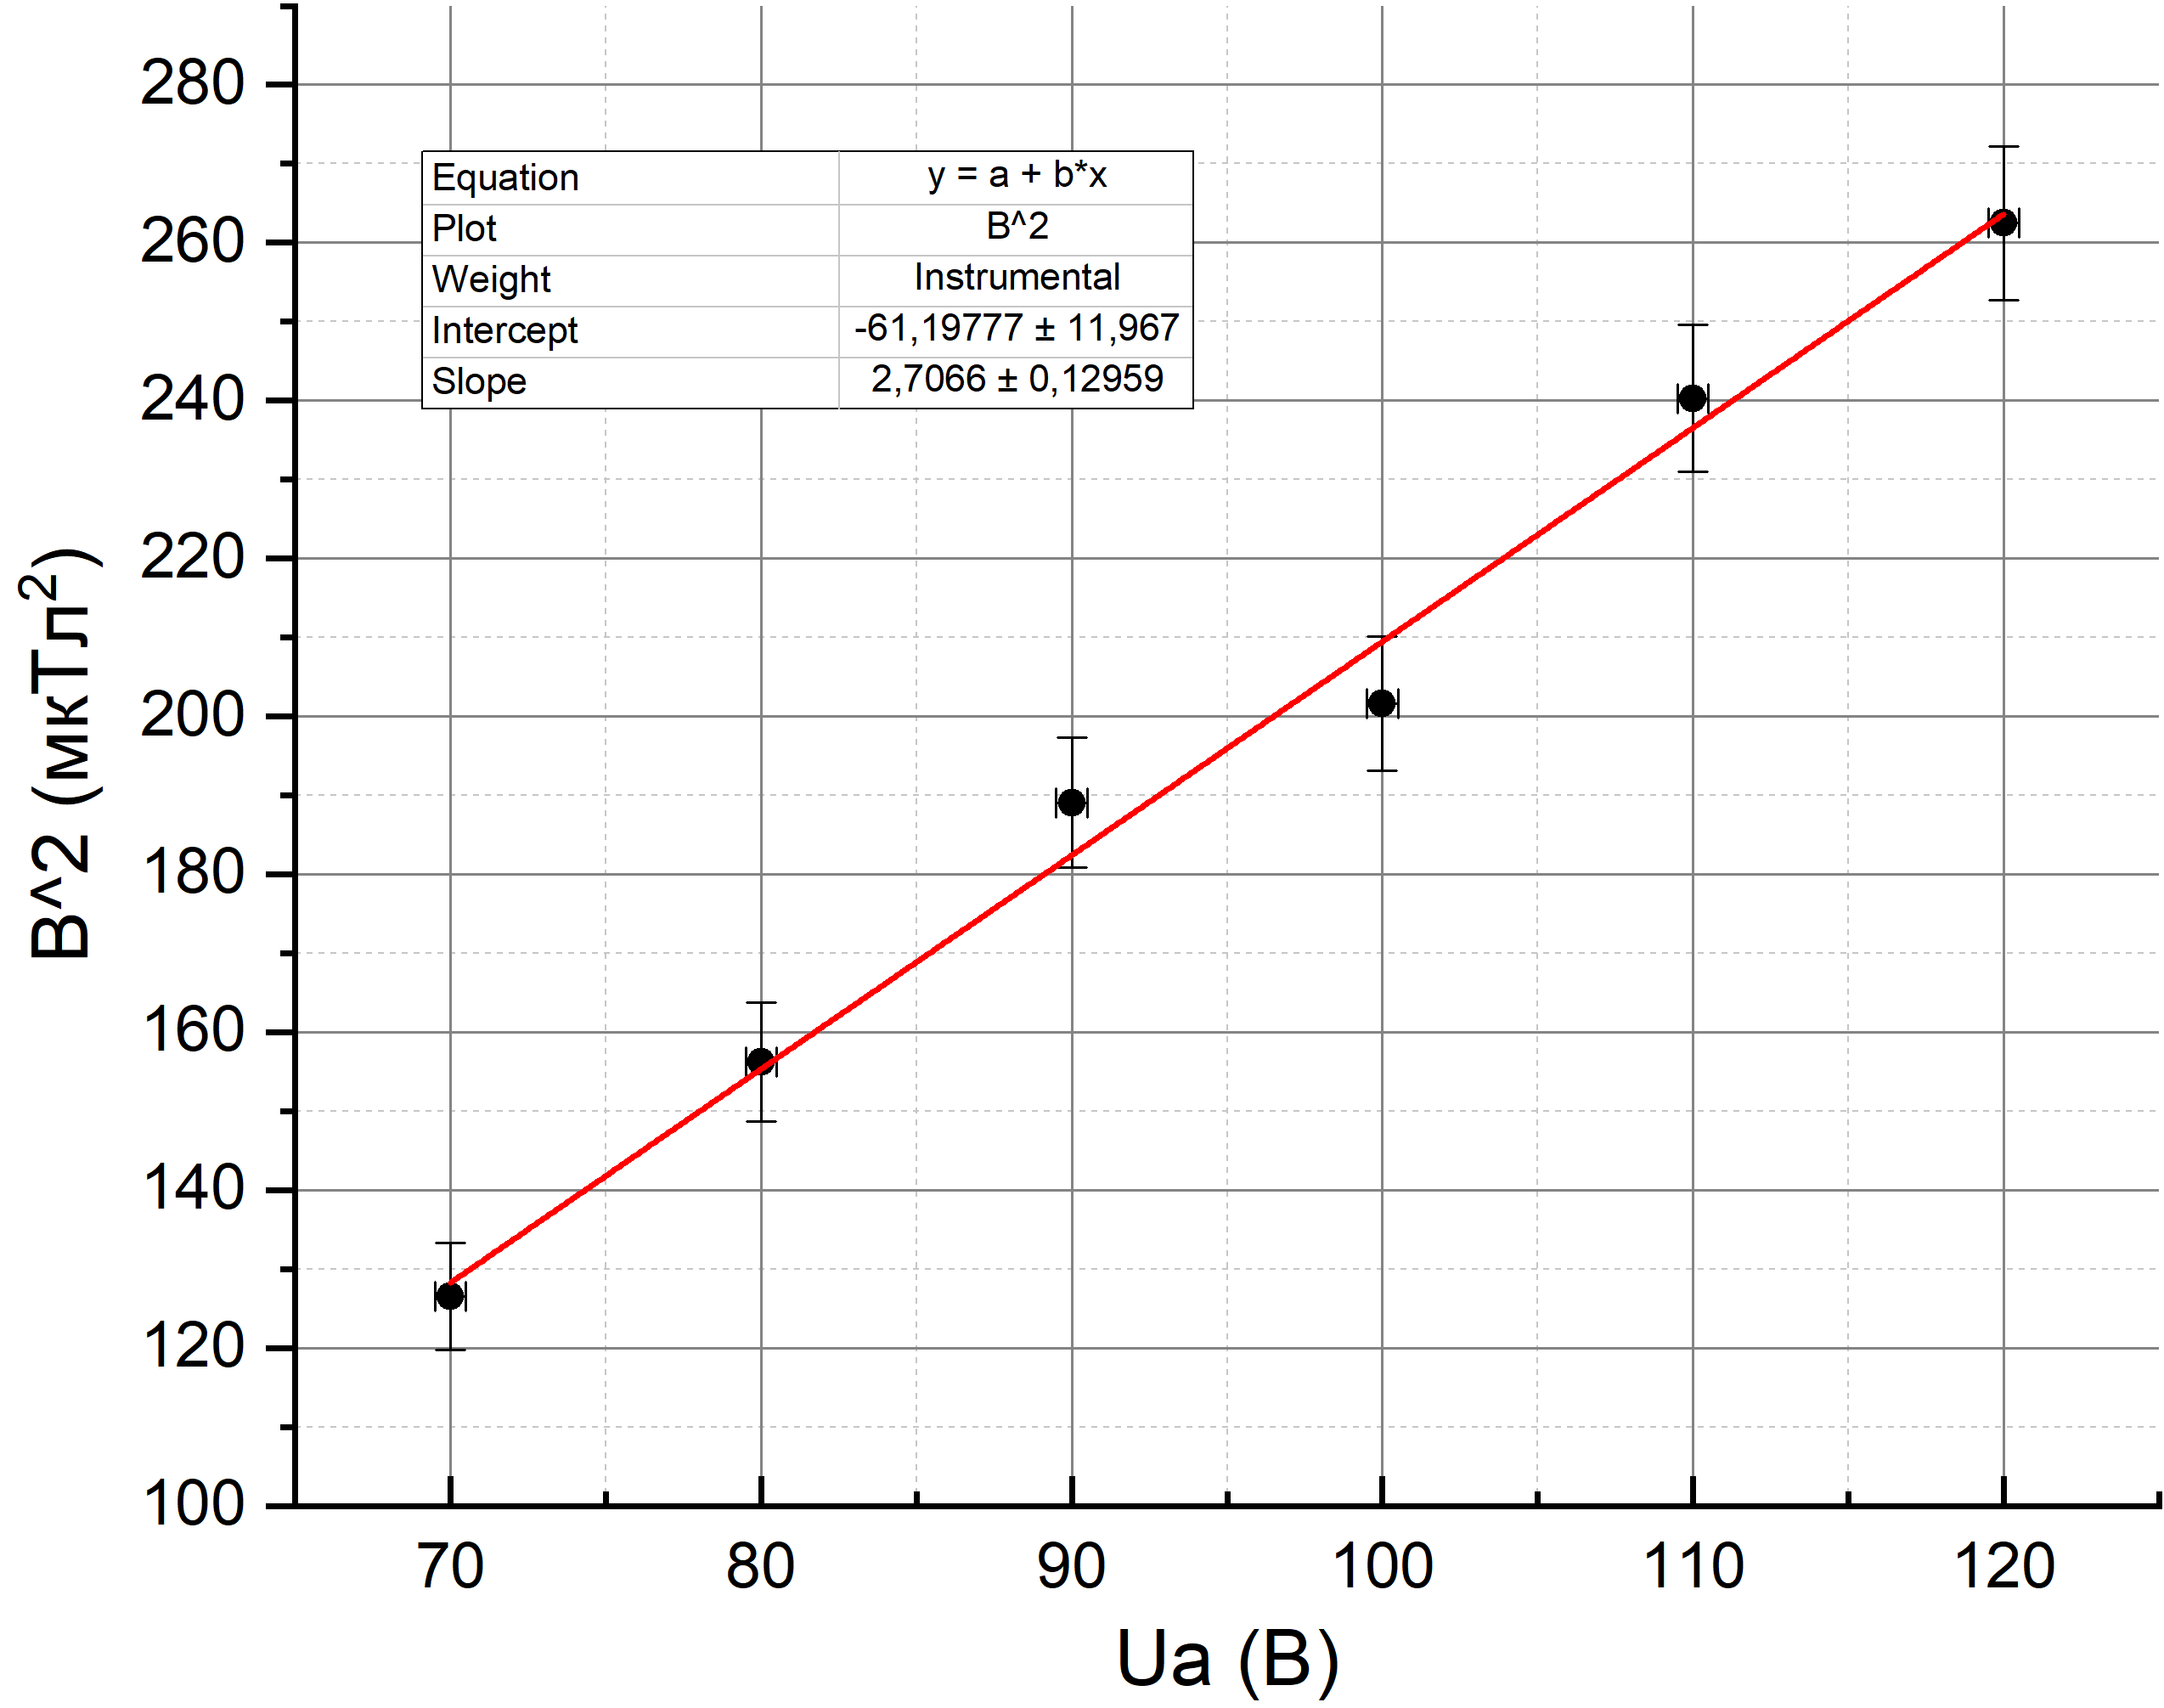 280
260
240
220
200
180
160
140
120
100
B^2 (мкТл²)
Equation y = a + b*x
Plot B^2
Weight Instrumental
Intercept -61,19777 ± 11,967
Slope 2,7066 ± 0,12959
70 80 90 100 110 120
Ua (В)